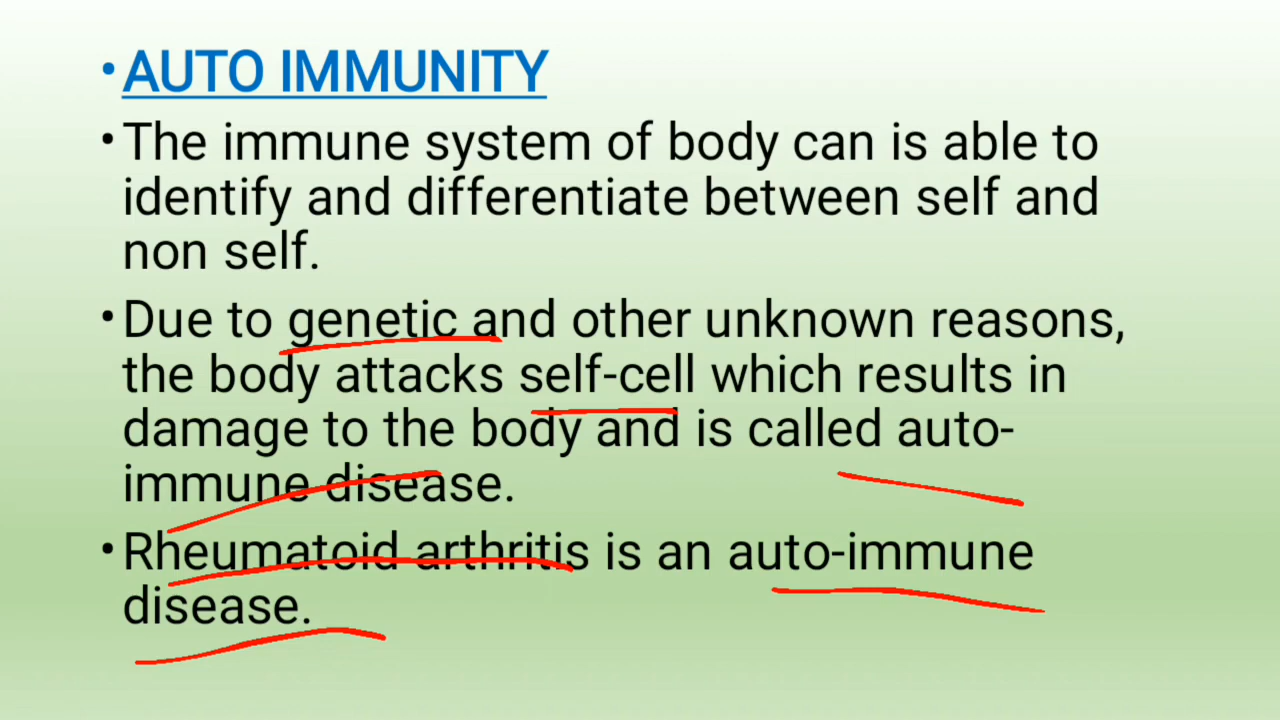 •AUTO IMMUNITY
•The immune system of body can is able to
identify and differentiate between self and
non self.
•Due to genetic and other unknown reasons,
the body attacks self-cell which results in
damage to the body and is called auto-
immune disease.
•Rheumatoid arthritis is an auto-immune
disease.